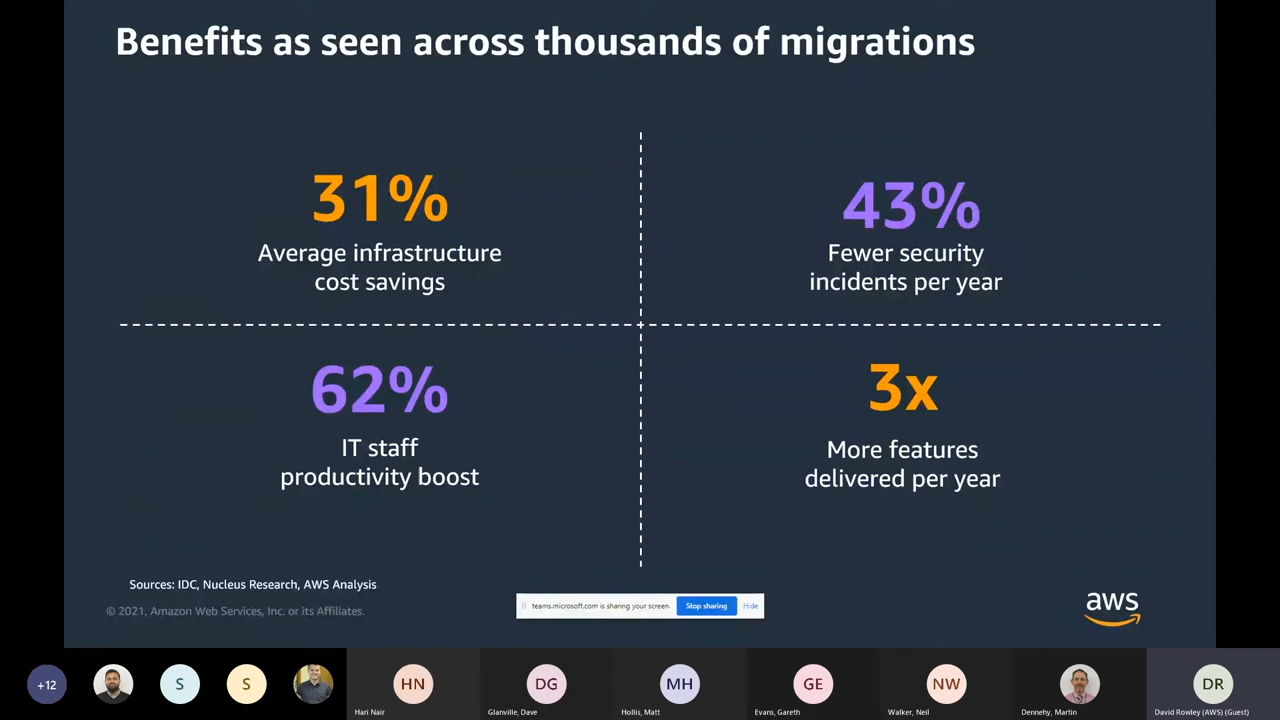 Benefits as seen across thousands of migrations
31%
Average infrastructure
cost savings
43%
Fewer security
incidents per year
62%
IT staff
productivity boost
3x
More features
delivered per year
Sources: IDC, Nucleus Research, AWS Analysis
© 2021, Amazon Web Services, Inc. or its Affiliates.
teams.microsoft.com is sharing your screen.
Stop sharing
Hide
aws
+12
S
S
HN
DG
MH
GE
NW
DR
Hari Nair
Glanville, Dave
Hollis, Matt
Evans, Gareth
Walker, Neil
Dennehy, Martin
David Rowley (AWS) (Guest)